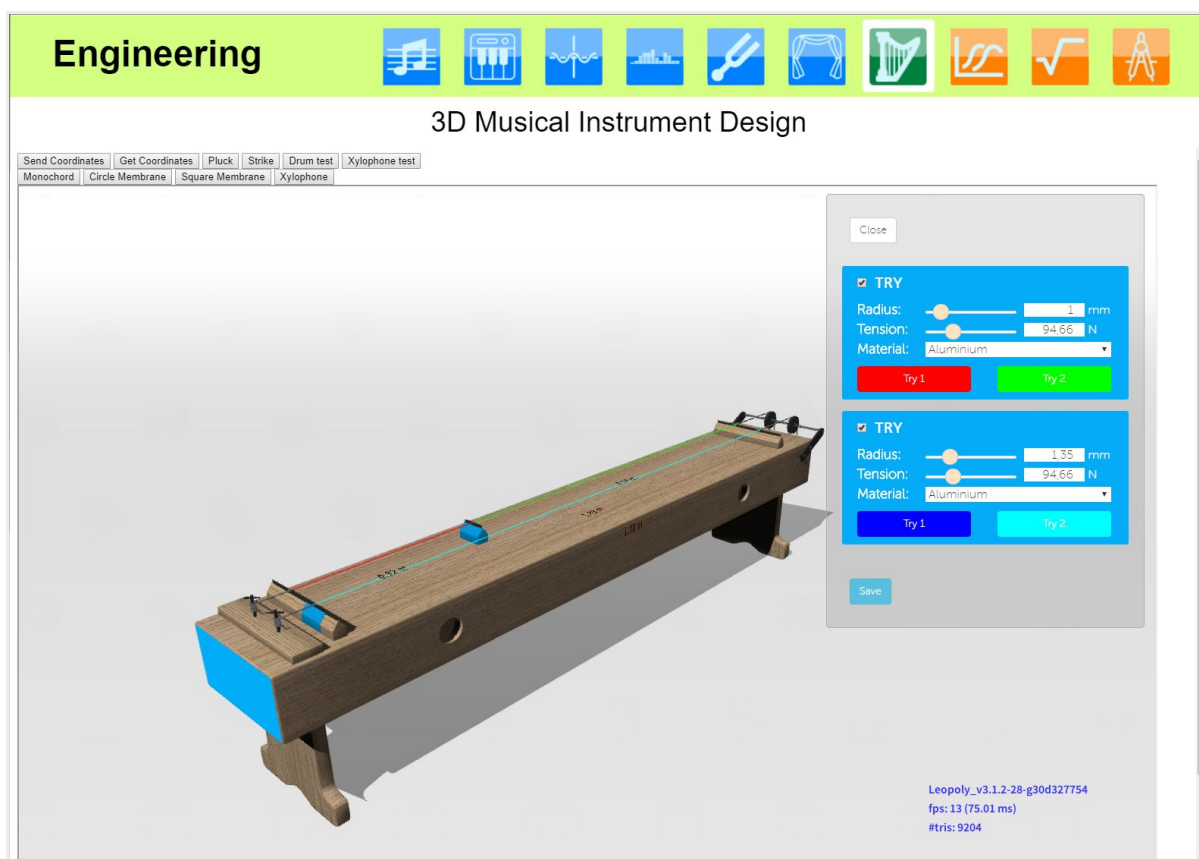 Engineering
3D Musical Instrument Design
Send Coordinates Get Coordinates Pluck Strike Drum test Xylophone test
Monochord Circle Membrane Square Membrane Xylophone
Close
TRY
Radius: 1 mm
Tension: 94,66 N
Material: Aluminium
Try 1 Try 2
TRY
Radius: 1,35 mm
Tension: 94,66 N
Material: Aluminium
Try 1 Try 2
Save
Leopoly_v3.1.2-28-g30d327754
fps: 13 (75.01 ms)
#tris: 9204